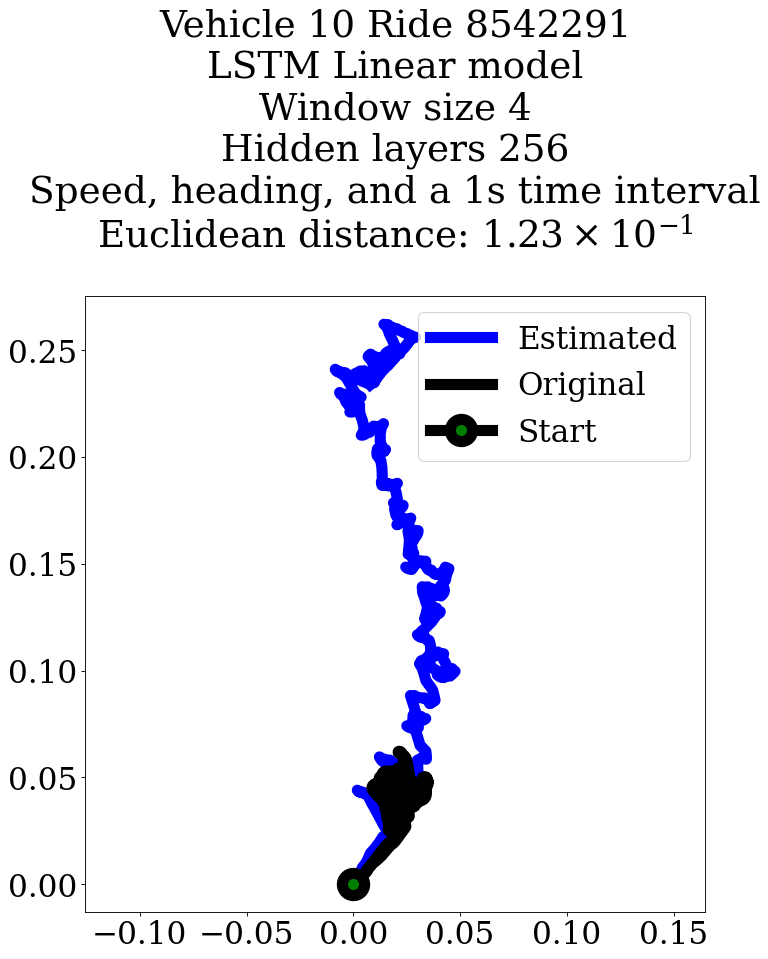 Vehicle 10 Ride 8542291
LSTM Linear model
Window size 4
Hidden layers 256
Speed, heading, and a 1s time interval
Euclidean distance: 1.23 × 10⁻¹
Estimated
Original
Start
0.25
0.20
0.15
0.10
0.05
0.00
−0.10 −0.05 0.00 0.05 0.10 0.15